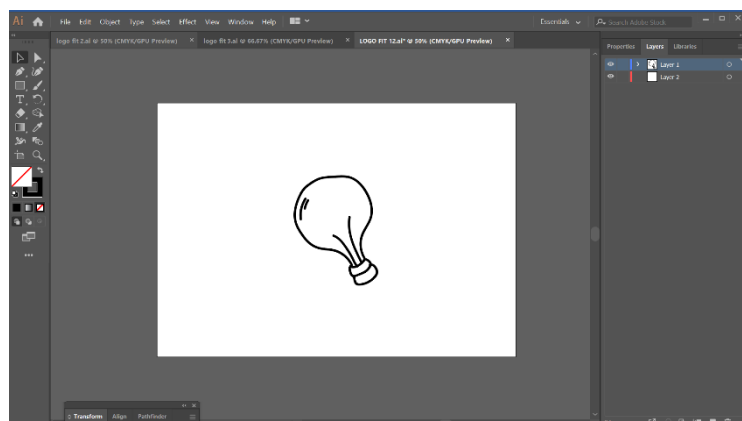 Ai File Edit Object Type Select Effect View Window Help Essentials Search Adobe Stock
logo fit 2.ai @ 50% (CMYK/GPU Preview) × logo fit 3.ai @ 66.67% (CMYK/GPU Preview) × LOGO FIT 12.ai* @ 50% (CMYK/GPU Preview) ×
Properties Layers Libraries
Layer 1
Layer 2
Transform Align Pathfinder